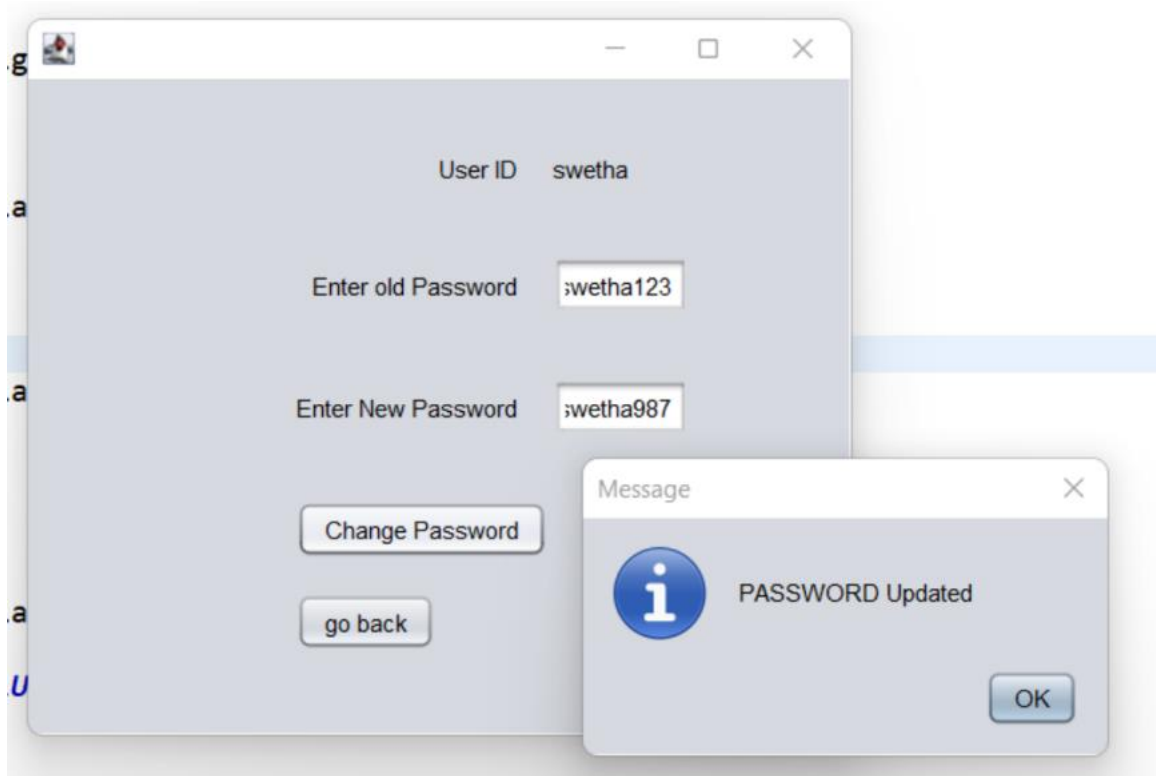 .g
User ID swetha
.a
Enter old Password swetha123
.a
Enter New Password swetha987
Message
Change Password
PASSWORD Updated
.a
go back
.U
OK